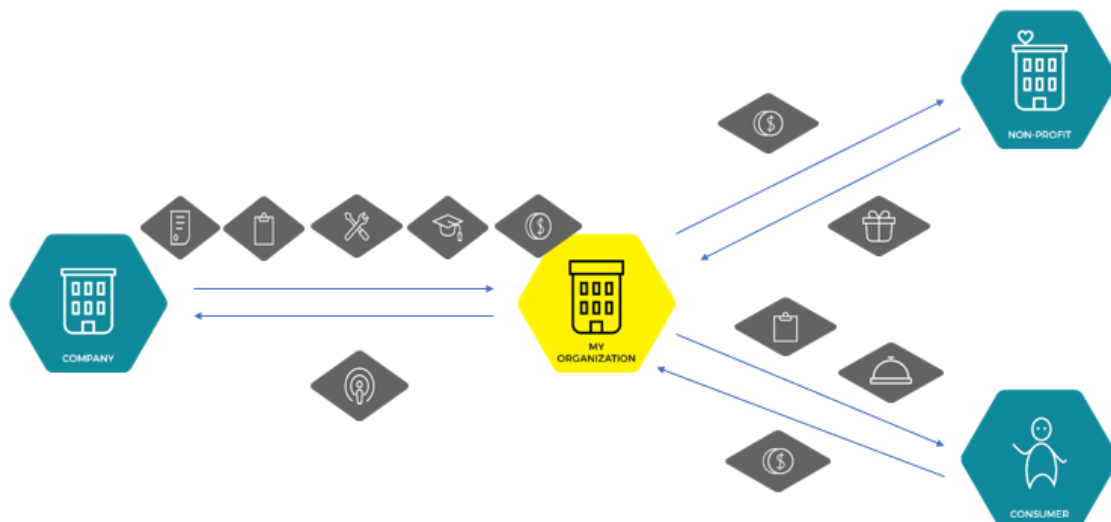 NON-PROFIT
COMPANY
MY
ORGANIZATION
CONSUMER
$
$
$